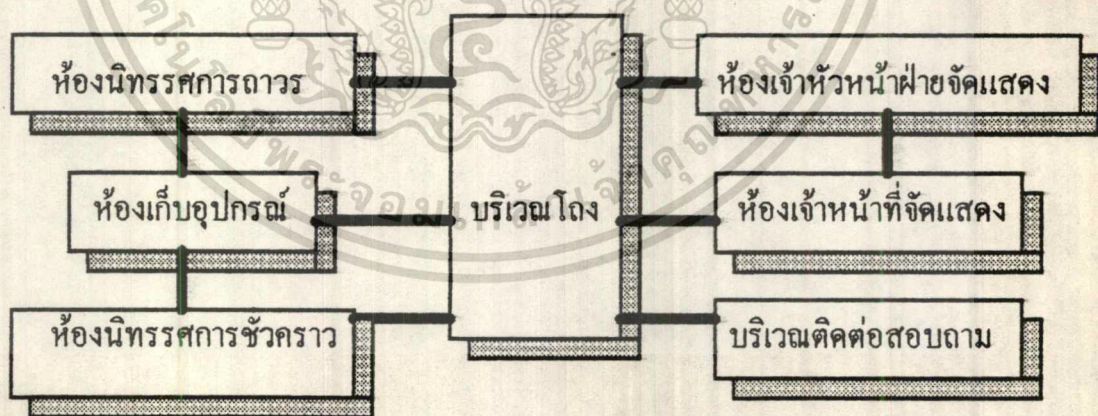 ห้องนิทรรศการถาวร
ห้องเจ้าหัวหน้าฝ่ายจัดแสดง
ห้องเก็บอุปกรณ์
บริเวณโถง
ห้องเจ้าหน้าที่จัดแสดง
ห้องนิทรรศการชั่วคราว
บริเวณติดต่อสอบถาม